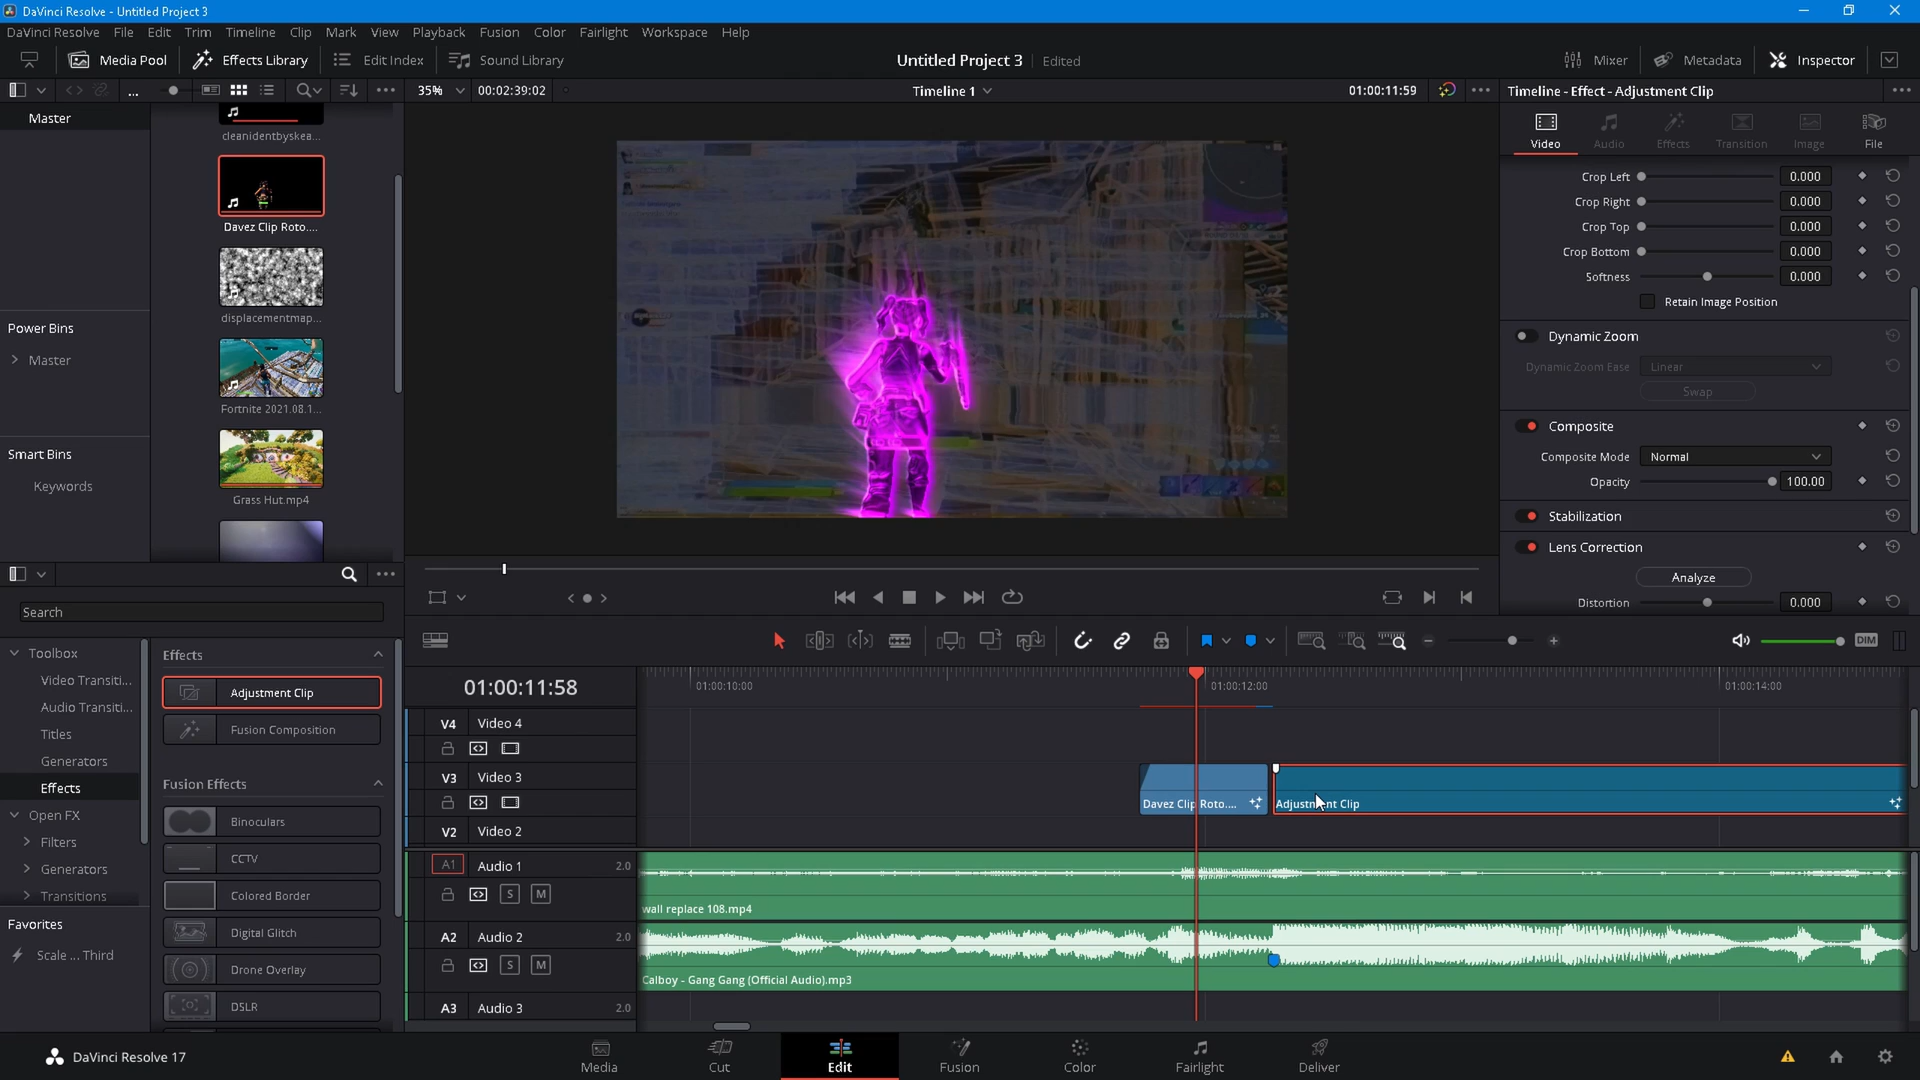 DaVinci Resolve - Untitled Project 3
DaVinci Resolve File Edit Trim Timeline Clip Mark View Playback Fusion Color Fairlight Workspace Help
Media Pool Effects Library Edit Index Sound Library Untitled Project 3 Edited Mixer Metadata Inspector
... 35% 00:02:39:02 Timeline 1 01:00:11:59 Timeline - Effect - Adjustment Clip
Master
cleanidentbyskea...
Davez Clip Roto....
displacementmap...
Fortnite 2021.08.1...
Grass Hut.mp4
Power Bins
Master
Smart Bins
Keywords
Video Audio Effects Transition Image File
Crop Left 0.000
Crop Right 0.000
Crop Top 0.000
Crop Bottom 0.000
Softness 0.000
Retain Image Position
Dynamic Zoom
Dynamic Zoom Ease Linear
Swap
Composite
Composite Mode Normal
Opacity 100.00
Stabilization
Lens Correction
Analyze
Distortion 0.000
Search
Toolbox
Video Transiti...
Audio Transiti...
Titles
Generators
Effects
Open FX
Filters
Generators
Transitions
Favorites
Scale ... Third
Effects
Adjustment Clip
Fusion Composition
Fusion Effects
Binoculars
CCTV
Colored Border
Digital Glitch
Drone Overlay
DSLR
DIM
01:00:11:58
01:00:10:00 01:00:12:00 01:00:14:00
V4 Video 4
V3 Video 3
Davez Clip Roto.... Adjustment Clip
V2 Video 2
A1 Audio 1 2.0
S M
wall replace 108.mp4
A2 Audio 2 2.0
S M
Calboy - Gang Gang (Official Audio).mp3
A3 Audio 3 2.0
DaVinci Resolve 17
Media Cut Edit Fusion Color Fairlight Deliver